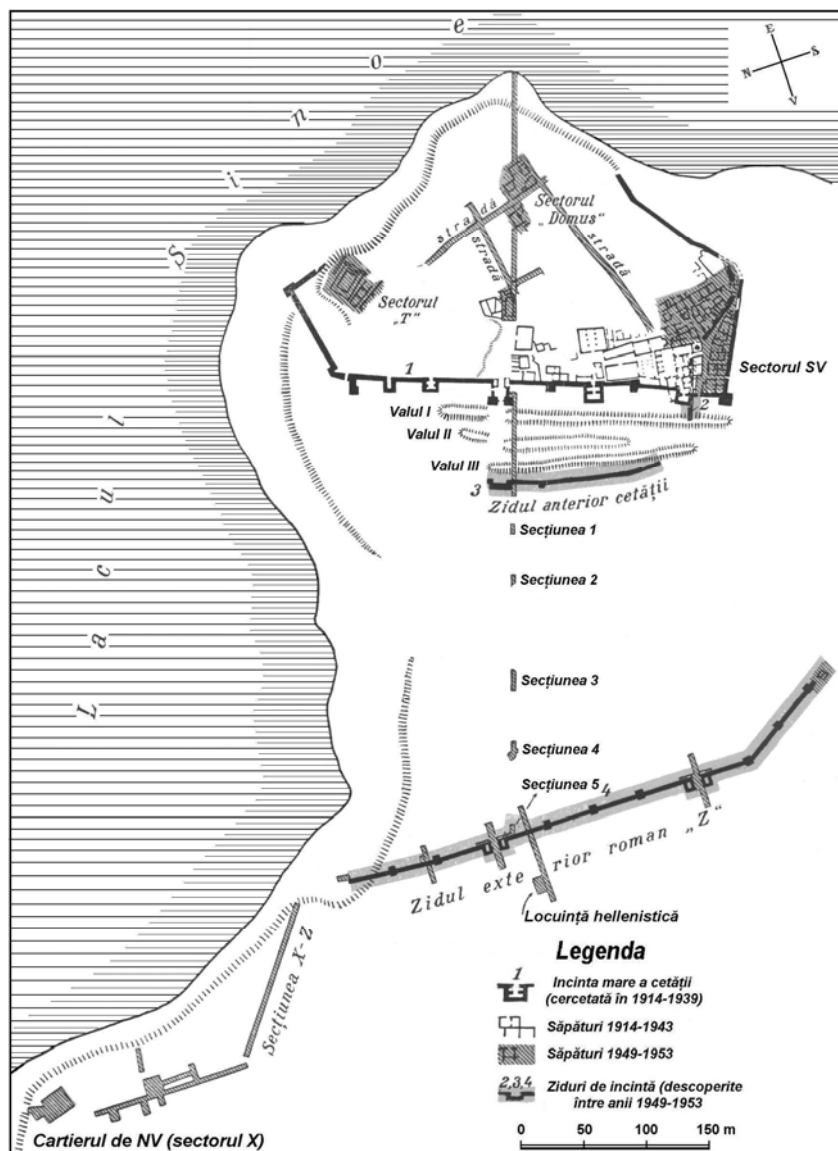 Lacul Sinoe
E
S
N
V
Sectorul
„Domus“
stradă
stradă
stradă
Sectorul
„T“
Sectorul SV
1
2
Valul I
Valul II
Valul III
3
Zidul anterior cetății
Secțiunea 1
Secțiunea 2
Secțiunea 3
Secțiunea 4
Secțiunea 5
4
Zidul exterior roman „Z“
Locuință hellenistică
Secțiunea X-Z
Cartierul de NV (sectorul X)
Legenda
1
Incinta mare a cetății
(cercetată în 1914-1939)
Săpături 1914-1943
Săpături 1949-1953
2,3,4
Ziduri de incintă (descoperite
între anii 1949-1953
0 50 100 150 m